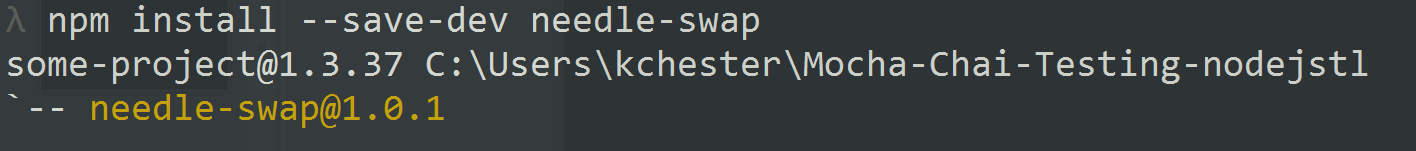 λ npm install --save-dev needle-swap
some-project@1.3.37 C:\Users\kchester\Mocha-Chai-Testing-nodejstl
`-- needle-swap@1.0.1